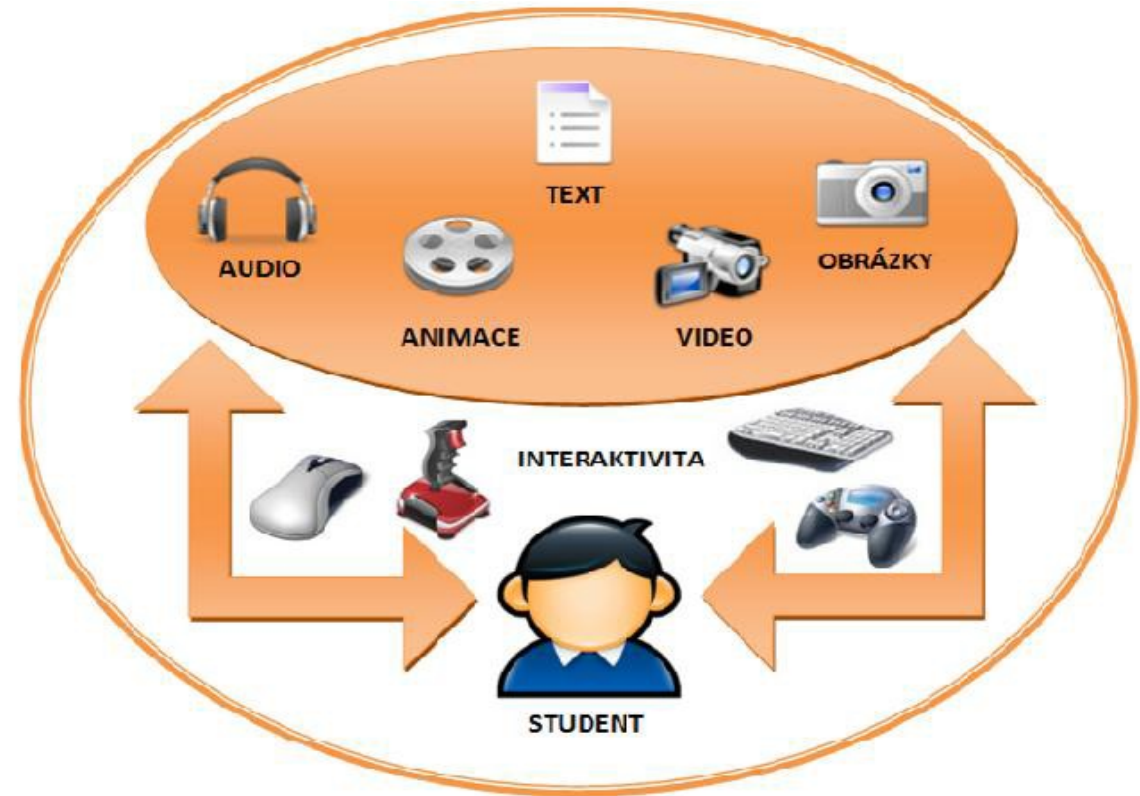 TEXT
AUDIO
OBRÁZKY
ANIMACE
VIDEO
INTERAKTIVITA
STUDENT